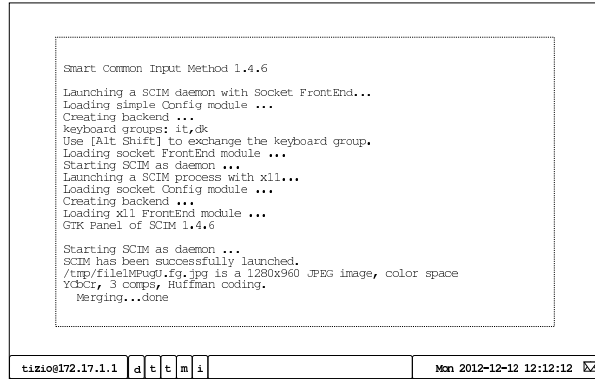 Smart Common Input Method 1.4.6
Launching a SCIM daemon with Socket FrontEnd...
Loading simple Config module ...
Creating backend ...
keyboard groups: it,dk
Use [Alt Shift] to exchange the keyboard group.
Loading socket FrontEnd module ...
Starting SCIM as daemon ...
Launching a SCIM process with x11...
Loading socket Config module ...
Creating backend ...
Loading x11 FrontEnd module ...
GTK Panel of SCIM 1.4.6
Starting SCIM as daemon ...
SCIM has been successfully launched.
/tmp/filelMPugU.fg.jpg is a 1280x960 JPEG image, color space
YCbCr, 3 comps, Huffman coding.
Merging...done
tizio@172.17.1.1 d t t m i Mon 2012-12-12 12:12:12